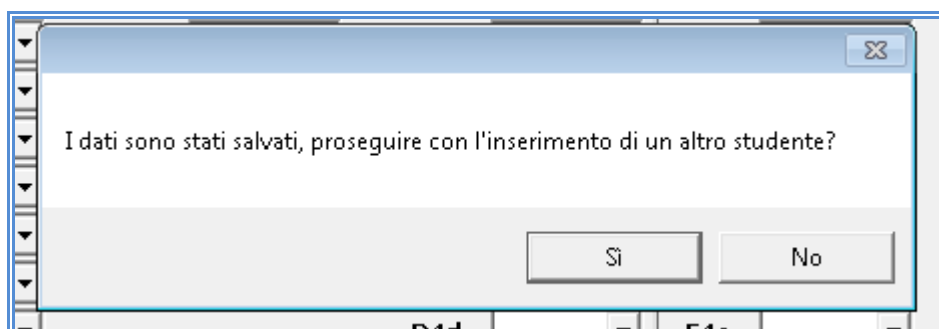 I dati sono stati salvati, proseguire con l'inserimento di un altro studente?
Sì
No